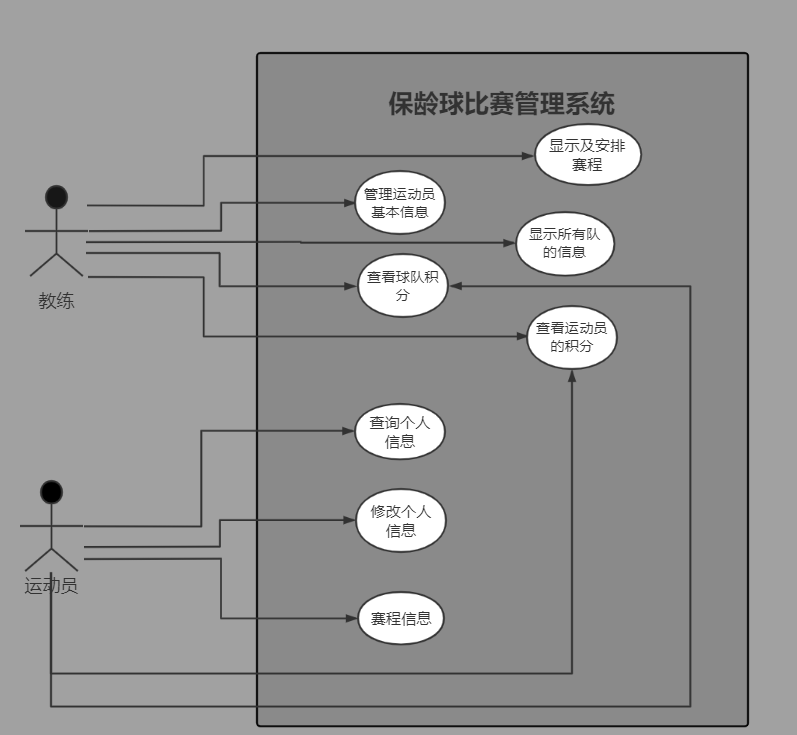 保龄球比赛管理系统
显示及安排
赛程
管理运动员
基本信息
显示所有队
的信息
查看球队积
分
教练
查看运动员
的积分
查询个人
信息
修改个人
信息
运动员
赛程信息